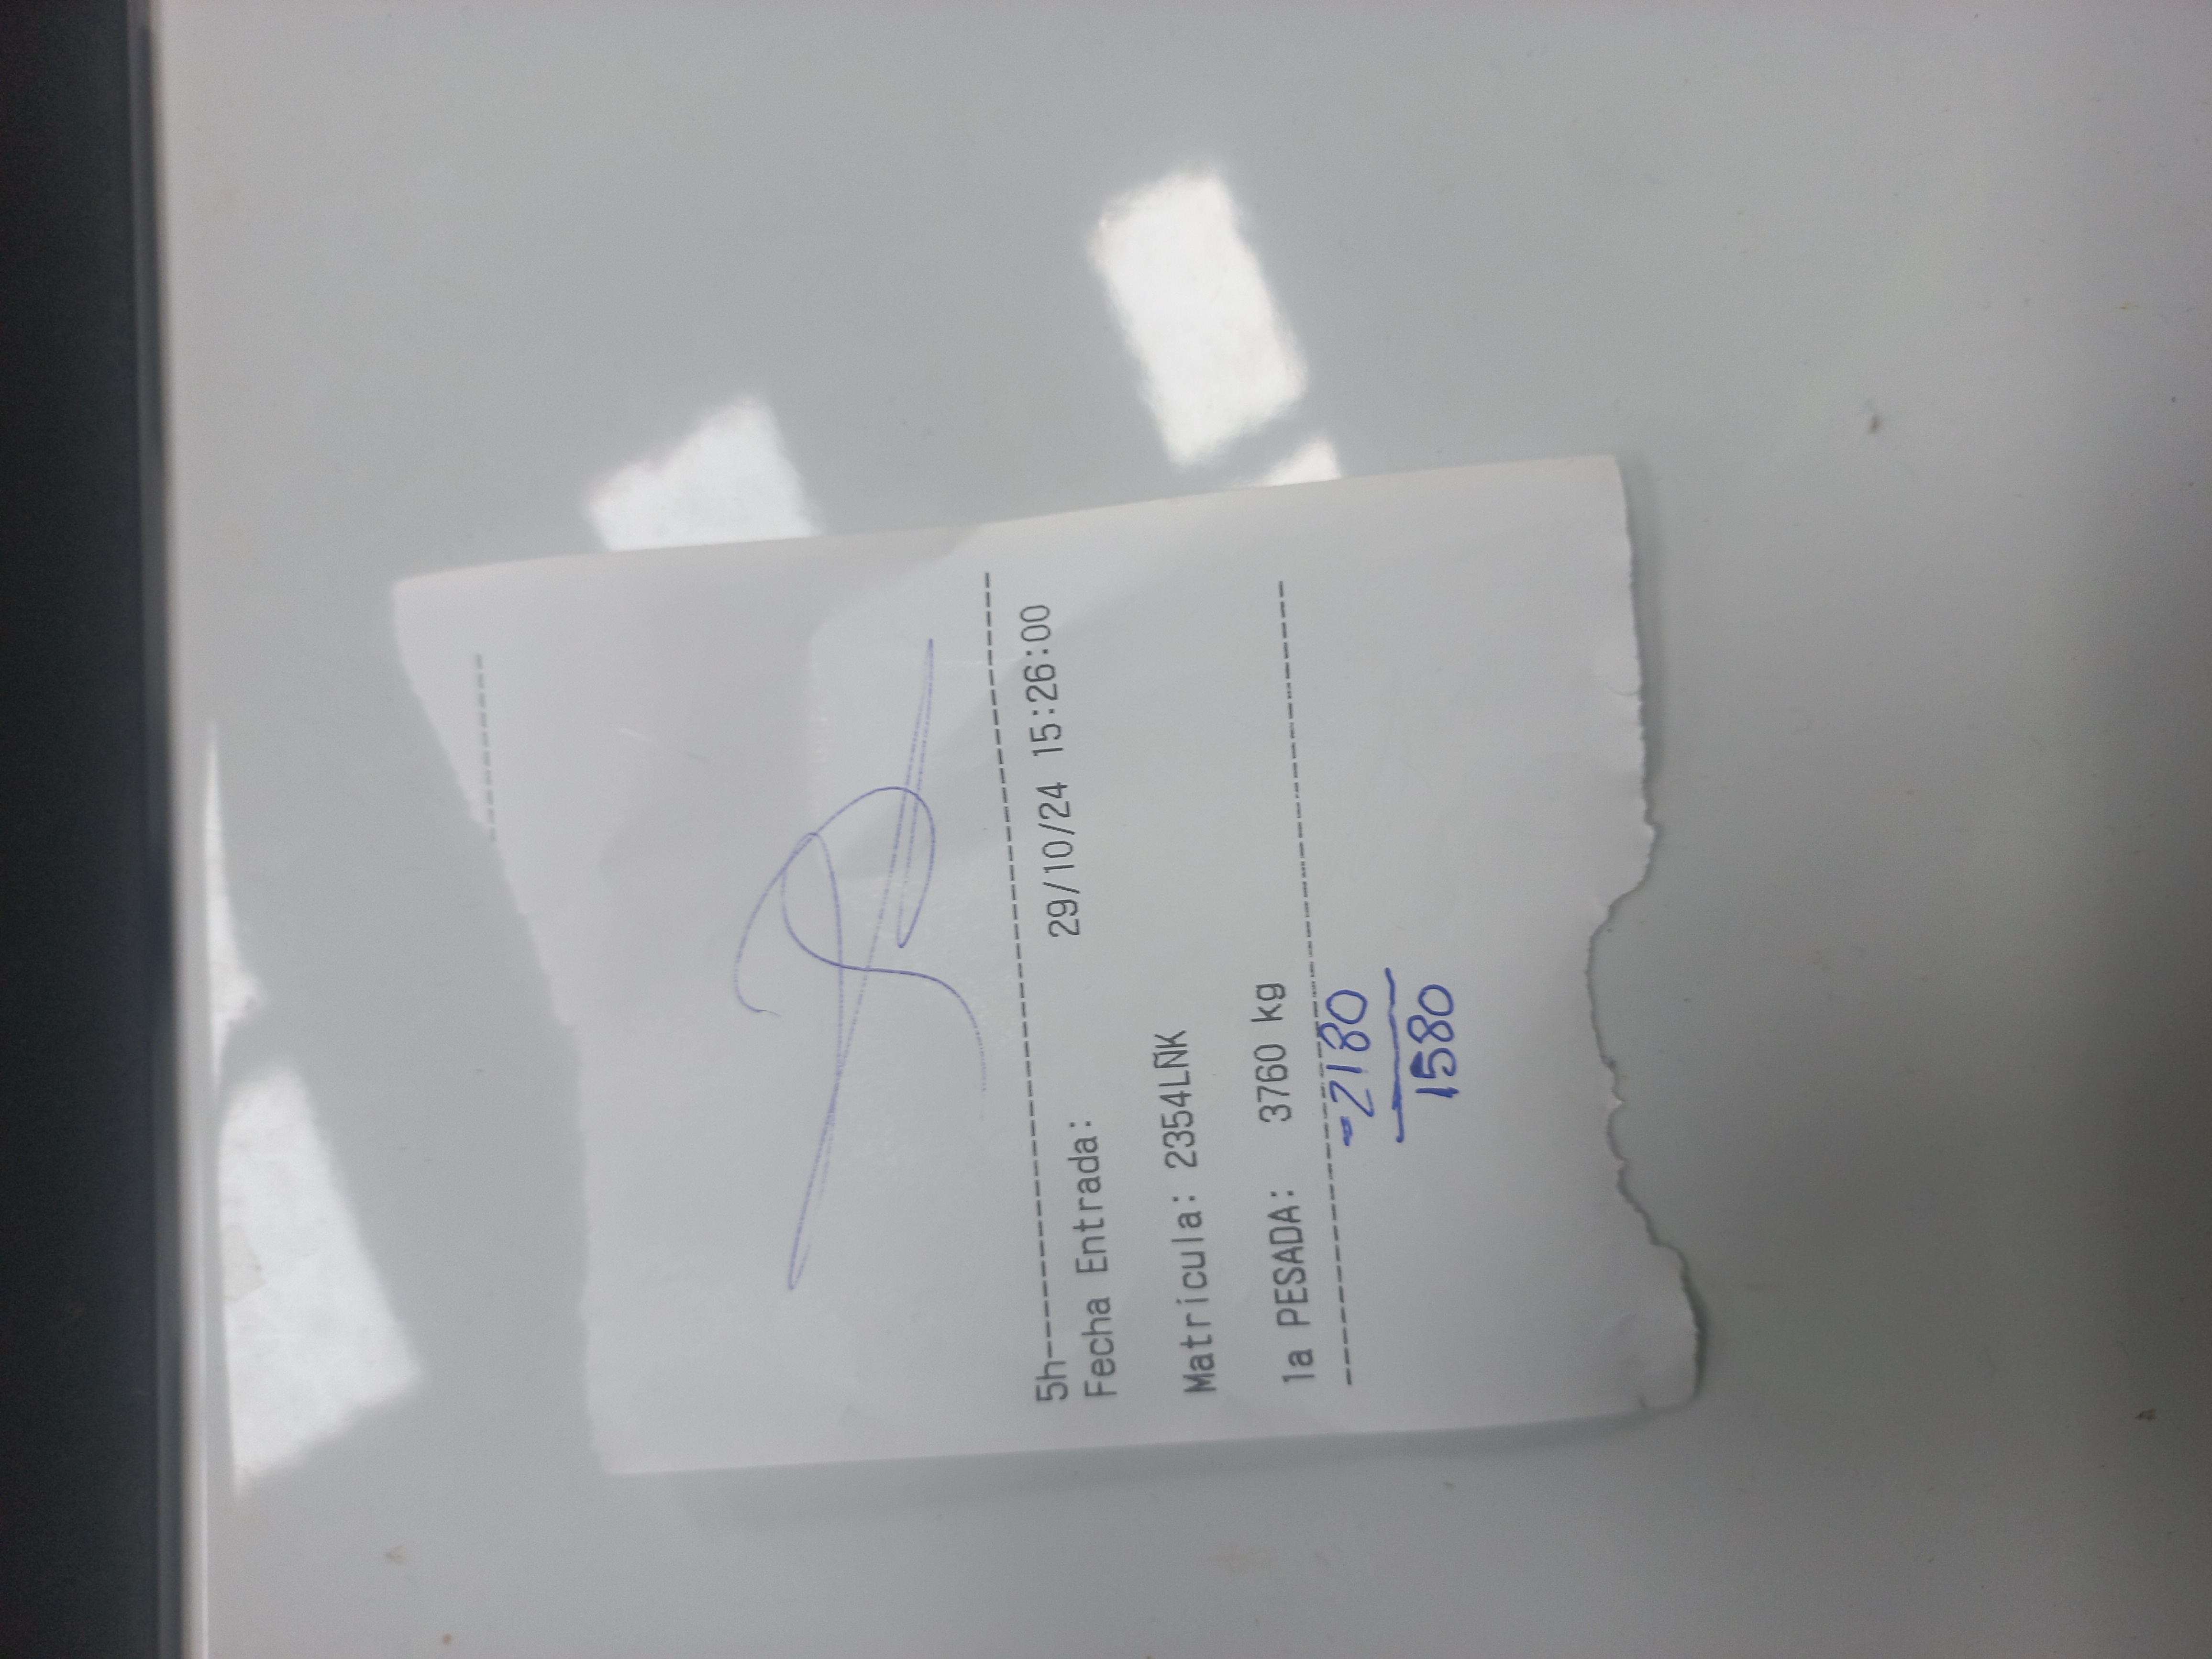 5h--------------------------------------
Fecha Entrada: 29/10/24 15:26:00
Matrícula: 2354LÑK
1a PESADA: 3760 kg
----------------------------------------
-2180
1580